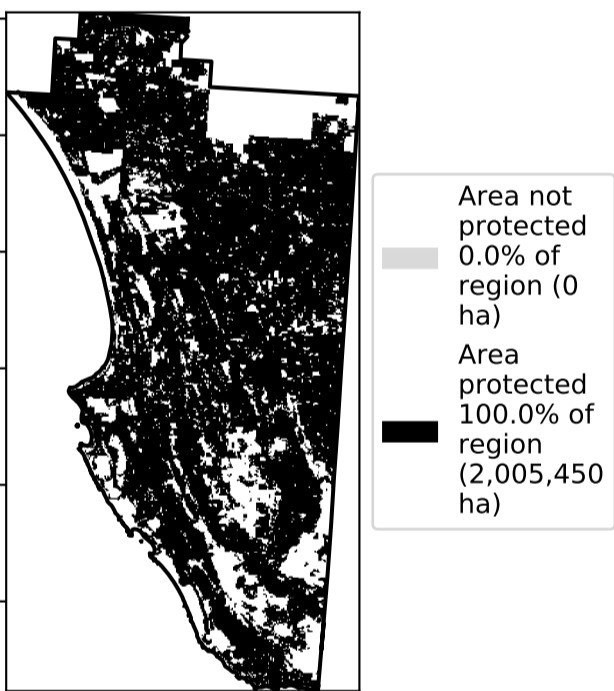 Area not
protected
0.0% of
region (0
ha)
Area
protected
100.0% of
region
(2,005,450
ha)